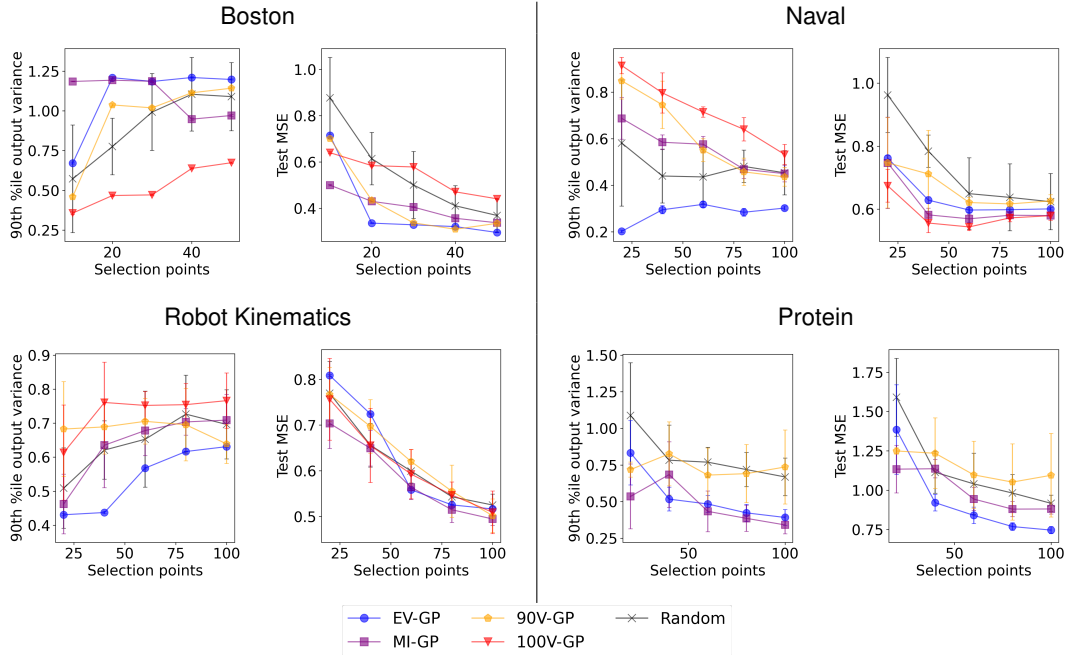 Boston
Naval
90th %ile output variance
1.25
1.00
0.75
0.50
0.25
20
40
Selection points
Test MSE
1.0
0.8
0.6
0.4
20
40
Selection points
90th %ile output variance
0.8
0.6
0.4
0.2
25
50
75
100
Selection points
Test MSE
1.0
0.8
0.6
25
50
75
100
Selection points
Robot Kinematics
Protein
90th %ile output variance
0.9
0.8
0.7
0.6
0.5
0.4
25
50
75
100
Selection points
Test MSE
0.8
0.7
0.6
0.5
25
50
75
100
Selection points
90th %ile output variance
1.50
1.25
1.00
0.75
0.50
0.25
50
100
Selection points
Test MSE
1.75
1.50
1.25
1.00
0.75
50
100
Selection points
EV-GP
90V-GP
Random
MI-GP
100V-GP